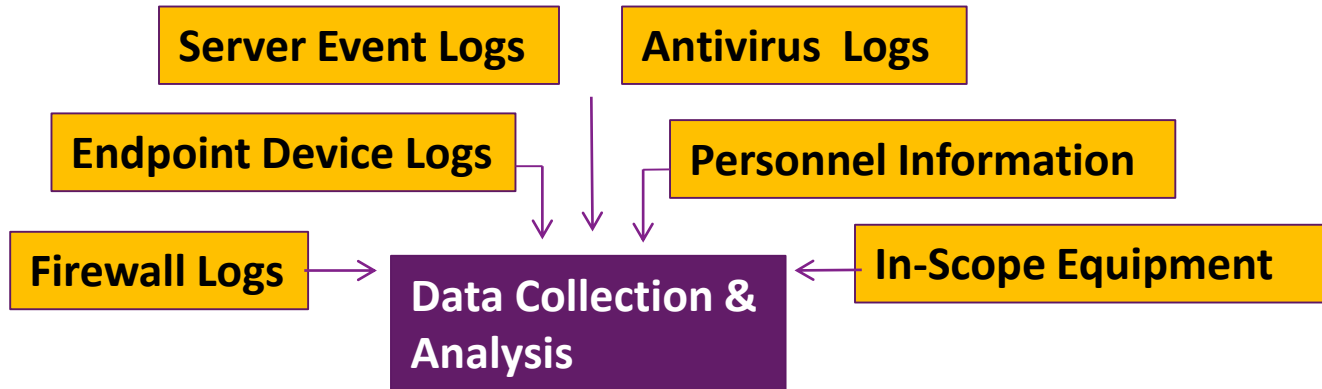 Server Event Logs
Antivirus Logs
Endpoint Device Logs
Personnel Information
Firewall Logs
In-Scope Equipment
Data Collection &
Analysis